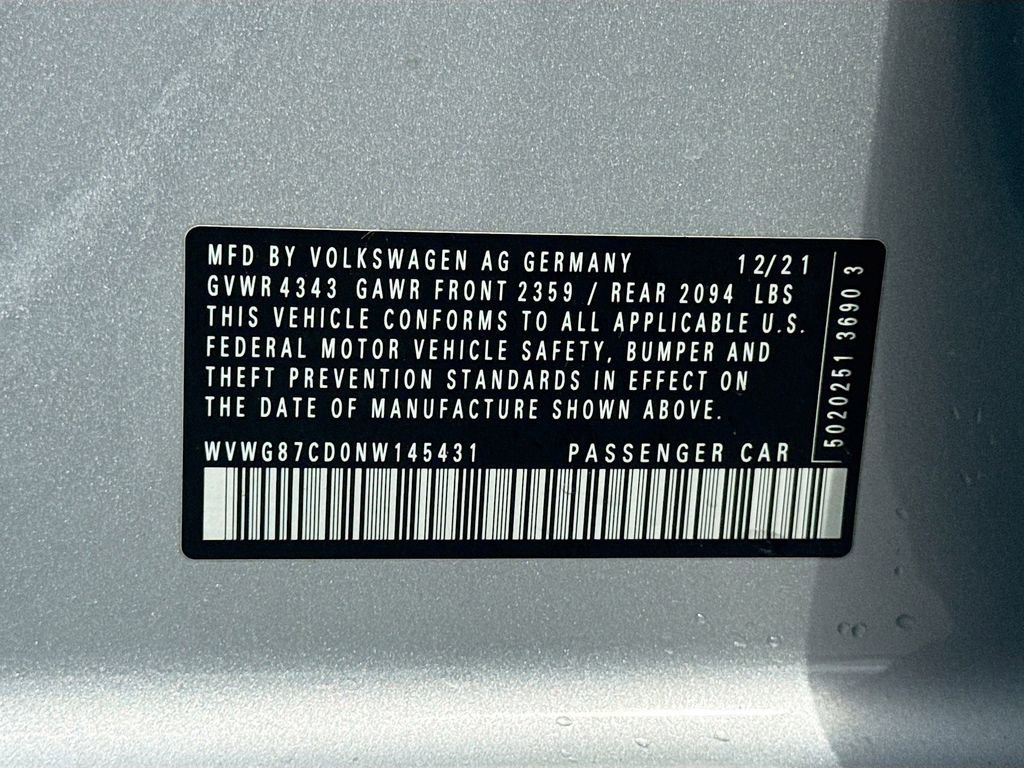 MFD BY VOLKSWAGEN AG GERMANY 12/21
GVWR 4343 GAWR FRONT 2359 / REAR 2094 LBS
THIS VEHICLE CONFORMS TO ALL APPLICABLE U.S.
FEDERAL MOTOR VEHICLE SAFETY, BUMPER AND
THEFT PREVENTION STANDARDS IN EFFECT ON
THE DATE OF MANUFACTURE SHOWN ABOVE.
WVWG87CD0NW145431 PASSENGER CAR
5020251 36903